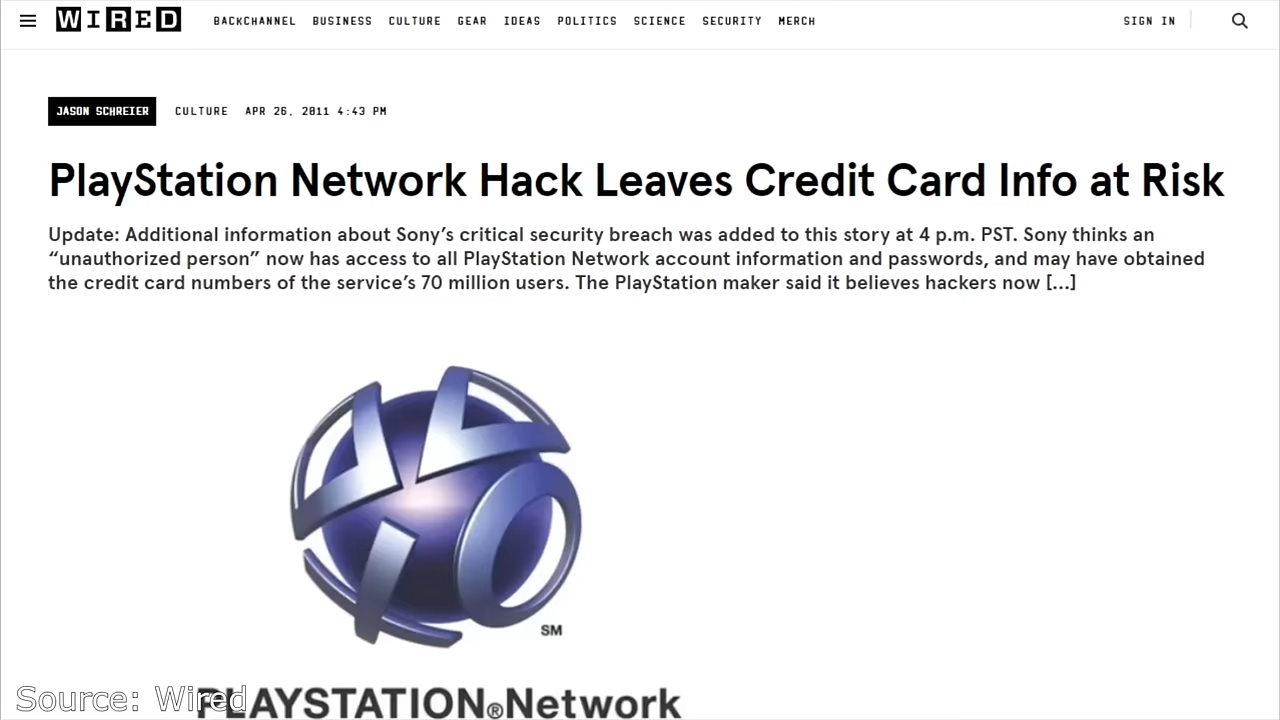 WIRED
BACKCHANNEL BUSINESS CULTURE GEAR IDEAS POLITICS SCIENCE SECURITY MERCH
SIGN IN
JASON SCHREIER CULTURE APR 26, 2011 4:43 PM
PlayStation Network Hack Leaves Credit Card Info at Risk
Update: Additional information about Sony’s critical security breach was added to this story at 4 p.m. PST. Sony thinks an
“unauthorized person” now has access to all PlayStation Network account information and passwords, and may have obtained
the credit card numbers of the service’s 70 million users. The PlayStation maker said it believes hackers now [...]
SM
PLAYSTATION®Network
Source: Wired